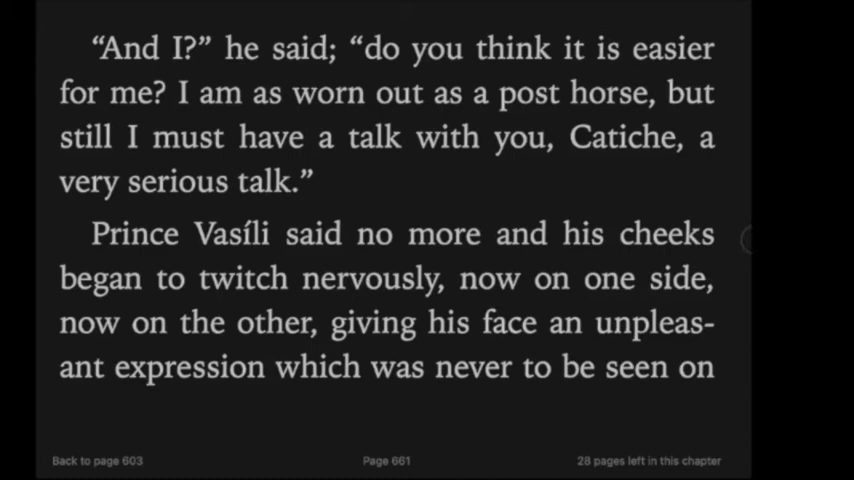 “And I?” he said; “do you think it is easier
for me? I am as worn out as a post horse, but
still I must have a talk with you, Catiche, a
very serious talk.”
Prince Vasíli said no more and his cheeks
began to twitch nervously, now on one side,
now on the other, giving his face an unpleas-
ant expression which was never to be seen on
Back to page 603
Page 661
28 pages left in this chapter